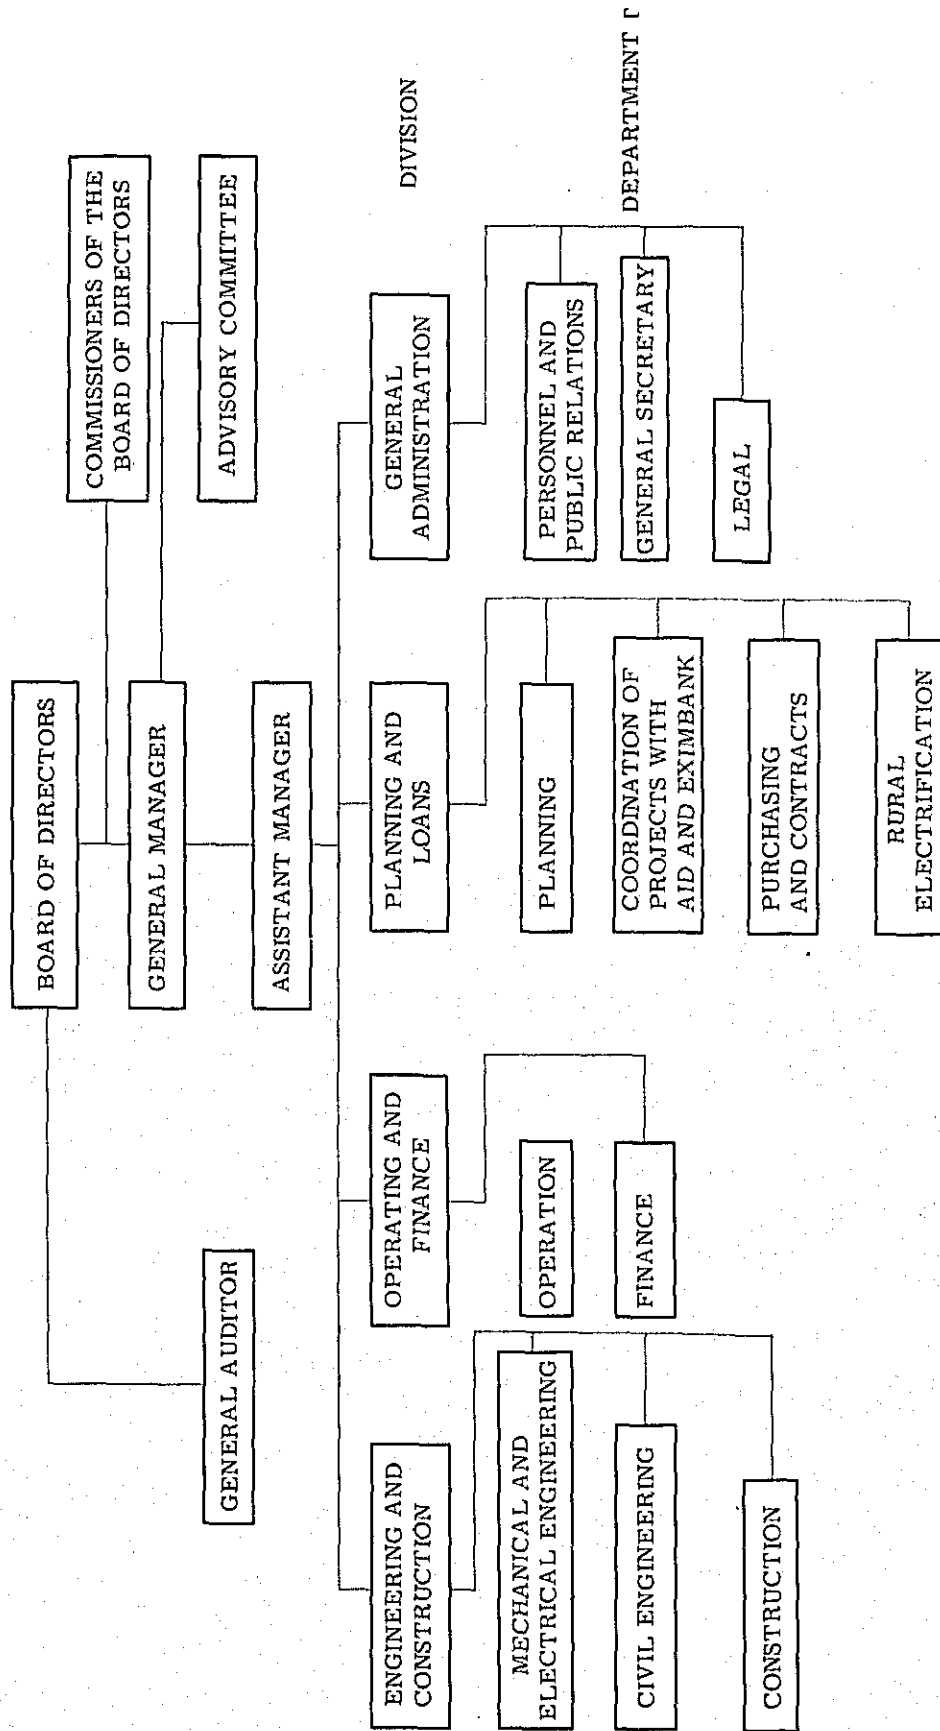 BOARD OF DIRECTORS
COMMISSIONERS OF THE
BOARD OF DIRECTORS
GENERAL MANAGER
GENERAL AUDITOR
ADVISORY COMMITTEE
ASSISTANT MANAGER
DIVISION
ENGINEERING AND
CONSTRUCTION
OPERATING AND
FINANCE
PLANNING AND
LOANS
GENERAL
ADMINISTRATION
MECHANICAL AND
ELECTRICAL ENGINEERING
OPERATION
PLANNING
PERSONNEL AND
PUBLIC RELATIONS
DEPARTMENT
CIVIL ENGINEERING
FINANCE
COORDINATION OF
PROJECTS WITH
AID AND EXIMBANK
GENERAL SECRETARY
CONSTRUCTION
PURCHASING
AND CONTRACTS
LEGAL
RURAL
ELECTRIFICATION